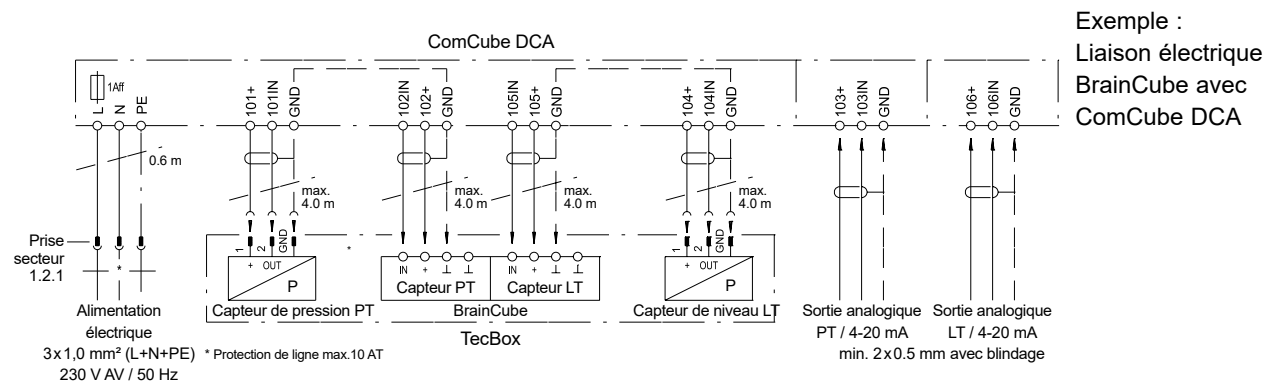 ComCube DCA
Exemple :
Liaison électrique
BrainCube avec
ComCube DCA
1Aff
L
N
PE
101+
101IN
GND
102IN
102+
GND
105IN
105+
GND
104+
104IN
GND
103+
103IN
GND
106+
106IN
GND
0.6 m
max.
4.0 m
max.
4.0 m
max.
4.0 m
max.
4.0 m
Prise
secteur
1.2.1
*
1
2
GND
*
1
2
GND
+ OUT
P
IN + ⊥ ⊥
Capteur PT
IN + ⊥ ⊥
Capteur LT
+ OUT
P
Alimentation
électrique
3x1,0 mm² (L+N+PE)
230 V AV / 50 Hz
Capteur de pression PT
BrainCube
Capteur de niveau LT
TecBox
* Protection de ligne max.10 AT
Sortie analogique
PT / 4-20 mA
Sortie analogique
LT / 4-20 mA
min. 2x0.5 mm avec blindage